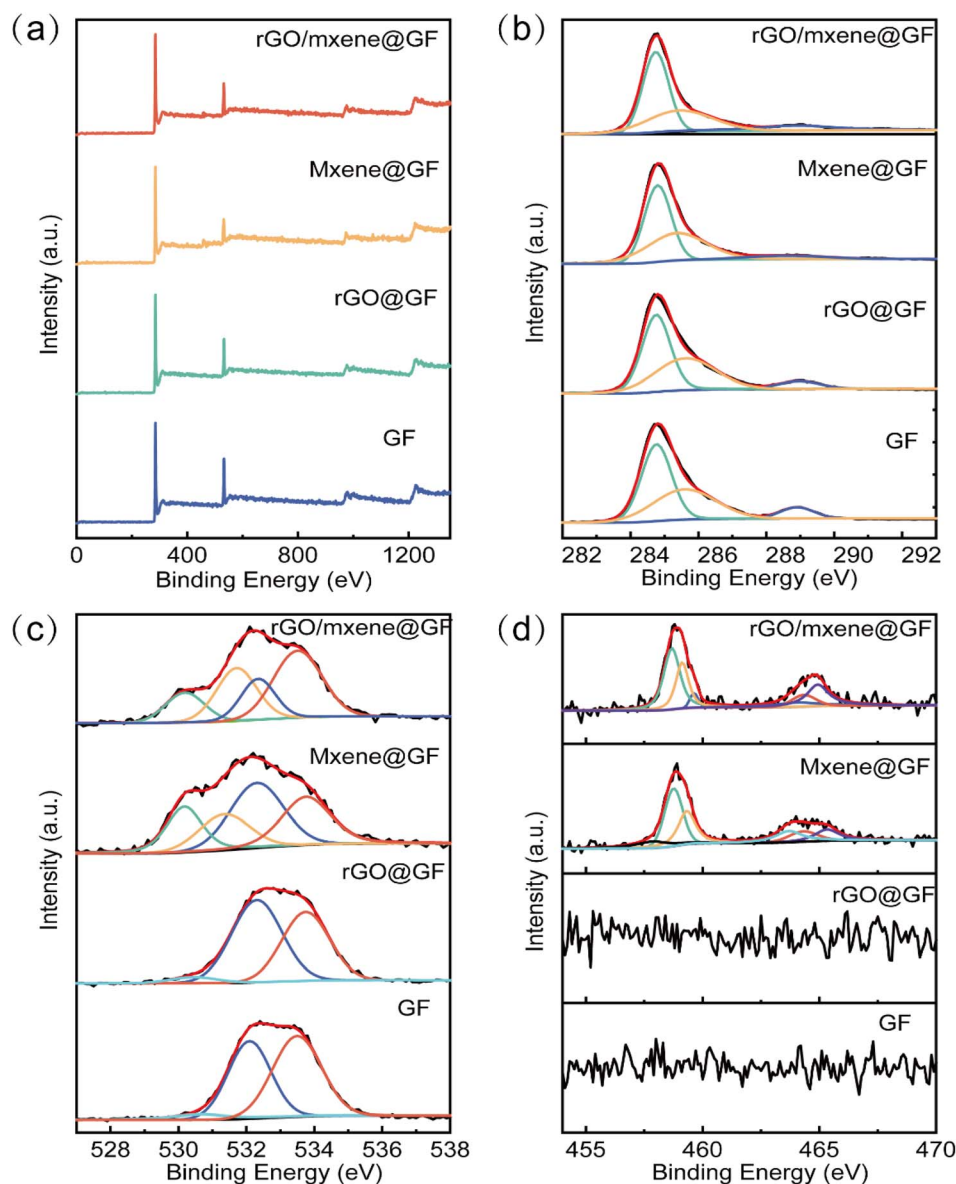 (a)
rGO/mxene@GF
Mxene@GF
rGO@GF
GF
Intensity (a.u.)
0 400 800 1200
Binding Energy (eV)
(b)
rGO/mxene@GF
Mxene@GF
rGO@GF
GF
Intensity (a.u.)
282 284 286 288 290 292
Binding Energy (eV)
(c)
rGO/mxene@GF
Mxene@GF
rGO@GF
GF
Intensity (a.u.)
528 530 532 534 536 538
Binding Energy (eV)
(d)
rGO/mxene@GF
Mxene@GF
rGO@GF
GF
Intensity (a.u.)
455 460 465 470
Binding Energy (eV)